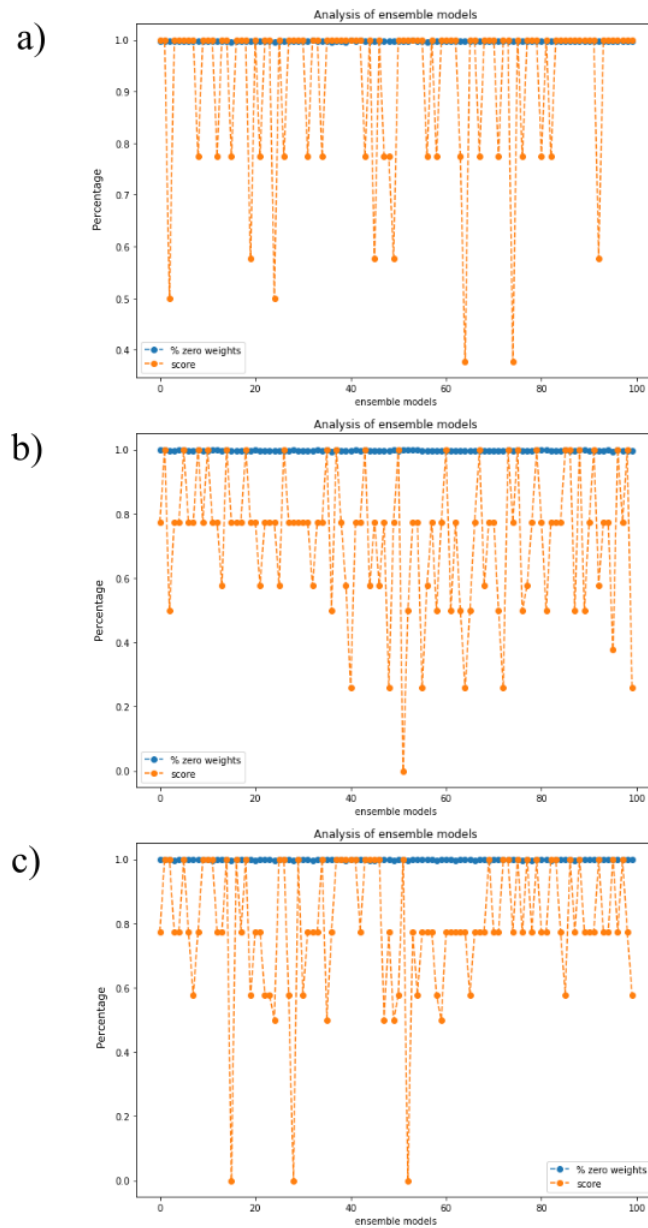 a)
Analysis of ensemble models
1.0
0.9
0.8
0.7
0.6
0.5
0.4
Percentage
% zero weights
score
0 20 40 60 80 100
ensemble models
b)
Analysis of ensemble models
1.0
0.8
0.6
0.4
0.2
0.0
Percentage
% zero weights
score
0 20 40 60 80 100
ensemble models
c)
Analysis of ensemble models
1.0
0.8
0.6
0.4
0.2
0.0
Percentage
% zero weights
score
0 20 40 60 80 100
ensemble models